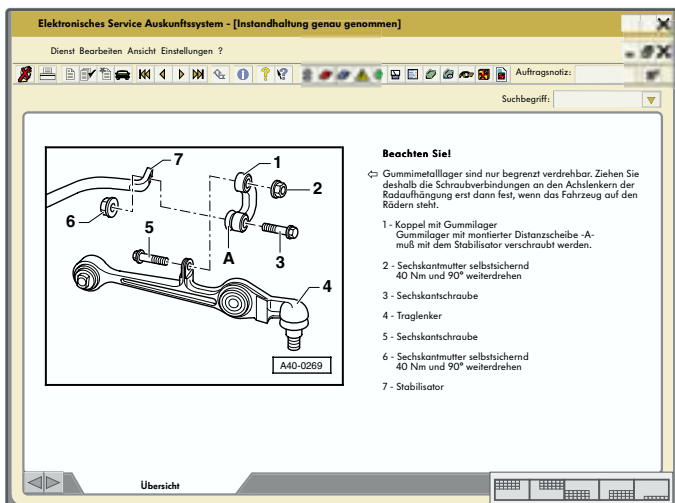 Elektronisches Service Auskunftssystem - [Instandhaltung genau genommen]
Dienst Bearbeiten Ansicht Einstellungen ?
Auftragsnotiz:
Suchbegriff:
7
1
2
6
5
A
3
4
A40-0269
Beachten Sie!
Gummimetalllager sind nur begrenzt verdrehbar. Ziehen Sie
deshalb die Schraubverbindungen an den Achslenkern der
Radaufhängung erst dann fest, wenn das Fahrzeug auf den
Rädern steht.
1 - Koppel mit Gummilager
Gummilager mit montierter Distanzscheibe -A-
muß mit dem Stabilisator verschraubt werden.
2 - Sechskantmutter selbstsichernd
40 Nm und 90° weiterdrehen
3 - Sechskantschraube
4 - Traglenker
5 - Sechskantschraube
6 - Sechskantmutter selbstsichernd
40 Nm und 90° weiterdrehen
7 - Stabilisator
Übersicht